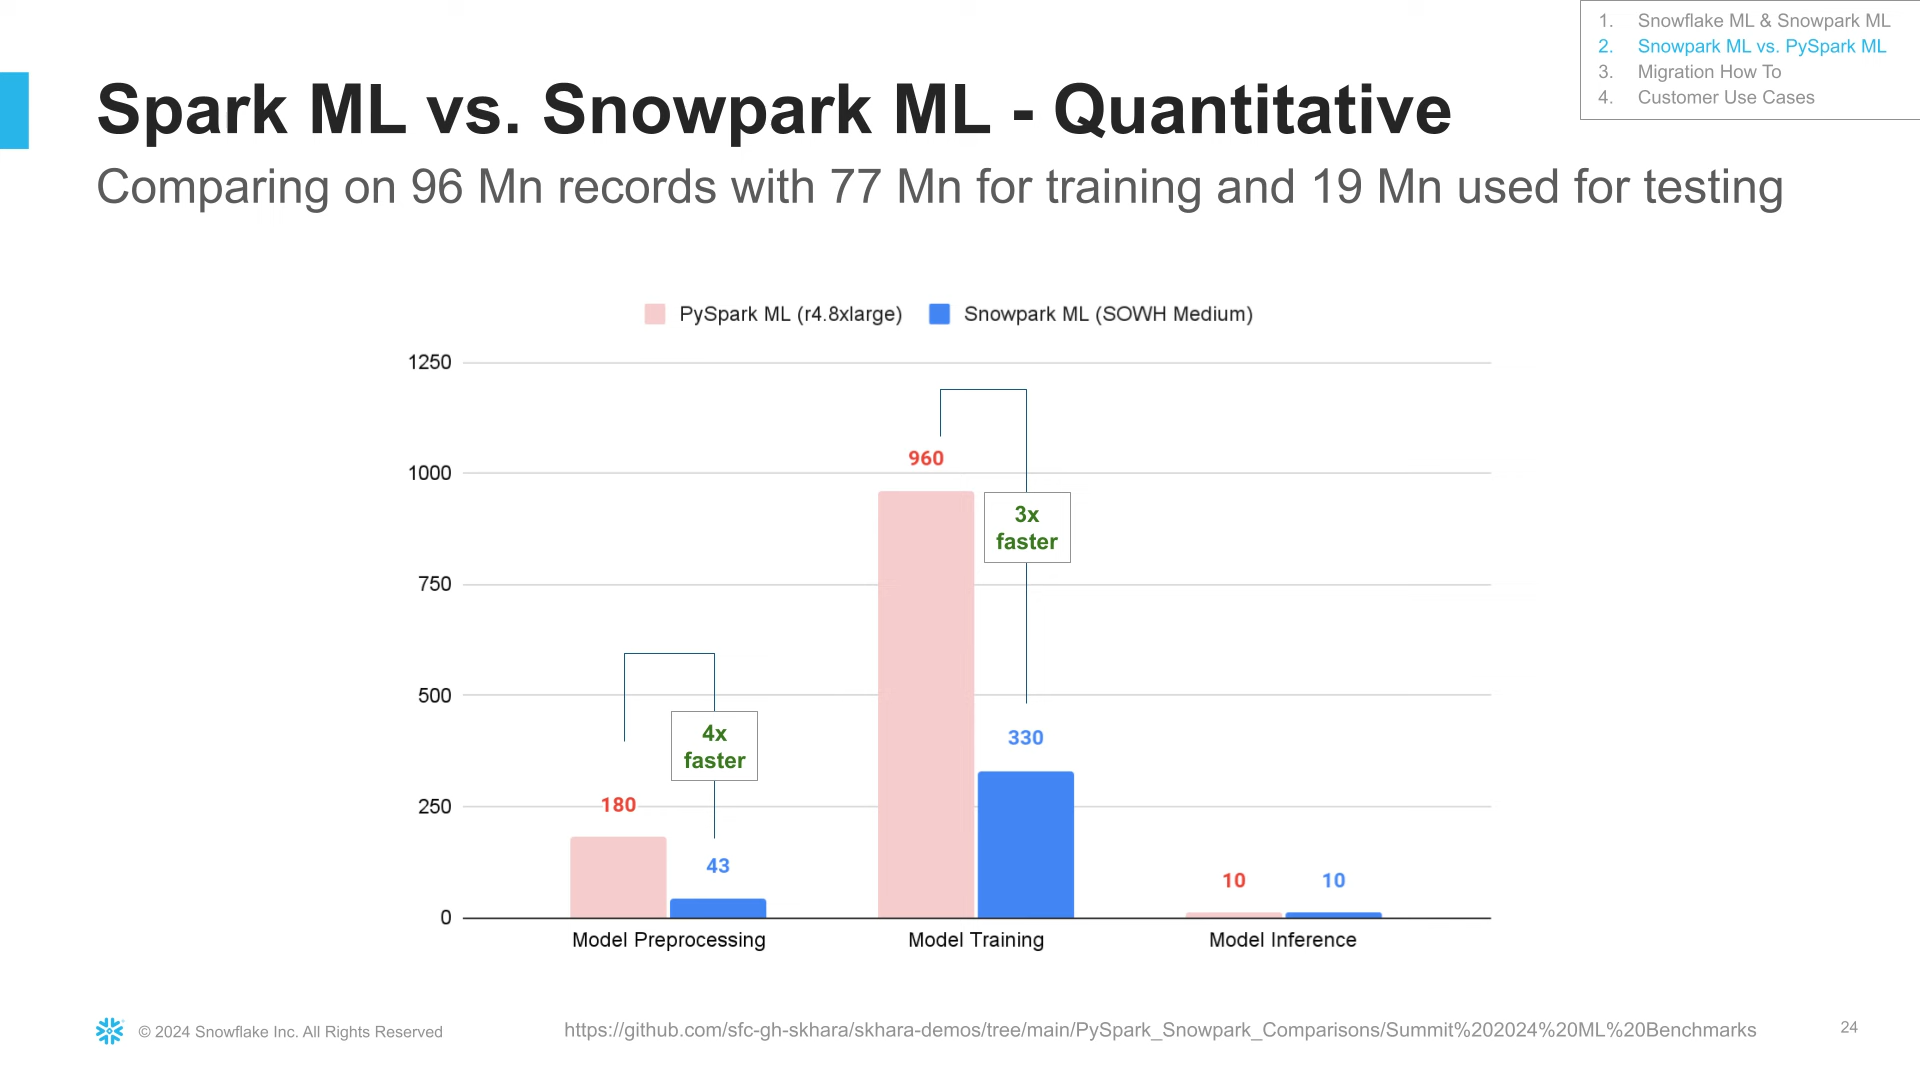 1. Snowflake ML & Snowpark ML
2. Snowpark ML vs. PySpark ML
3. Migration How To
4. Customer Use Cases
Spark ML vs. Snowpark ML - Quantitative
Comparing on 96 Mn records with 77 Mn for training and 19 Mn used for testing
PySpark ML (r4.8xlarge) Snowpark ML (SOWH Medium)
1250
1000
750
500
250
0
960
3x
faster
330
4x
faster
180
43
10
10
Model Preprocessing
Model Training
Model Inference
© 2024 Snowflake Inc. All Rights Reserved
https://github.com/sfc-gh-skhara/skhara-demos/tree/main/PySpark_Snowpark_Comparisons/Summit%202024%20ML%20Benchmarks
24